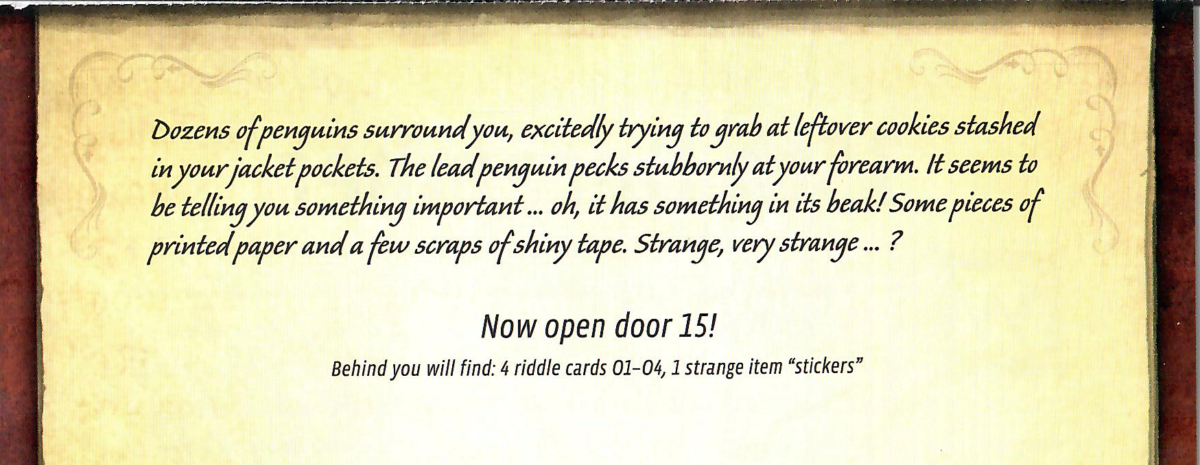 Dozens of penguins surround you, excitedly trying to grab at leftover cookies stashed
in your jacket pockets. The lead penguin pecks stubbornly at your forearm. It seems to
be telling you something important ... oh, it has something in its beak! Some pieces of
printed paper and a few scraps of shiny tape. Strange, very strange ... ?
Now open door 15!
Behind you will find: 4 riddle cards 01–04, 1 strange item “stickers”